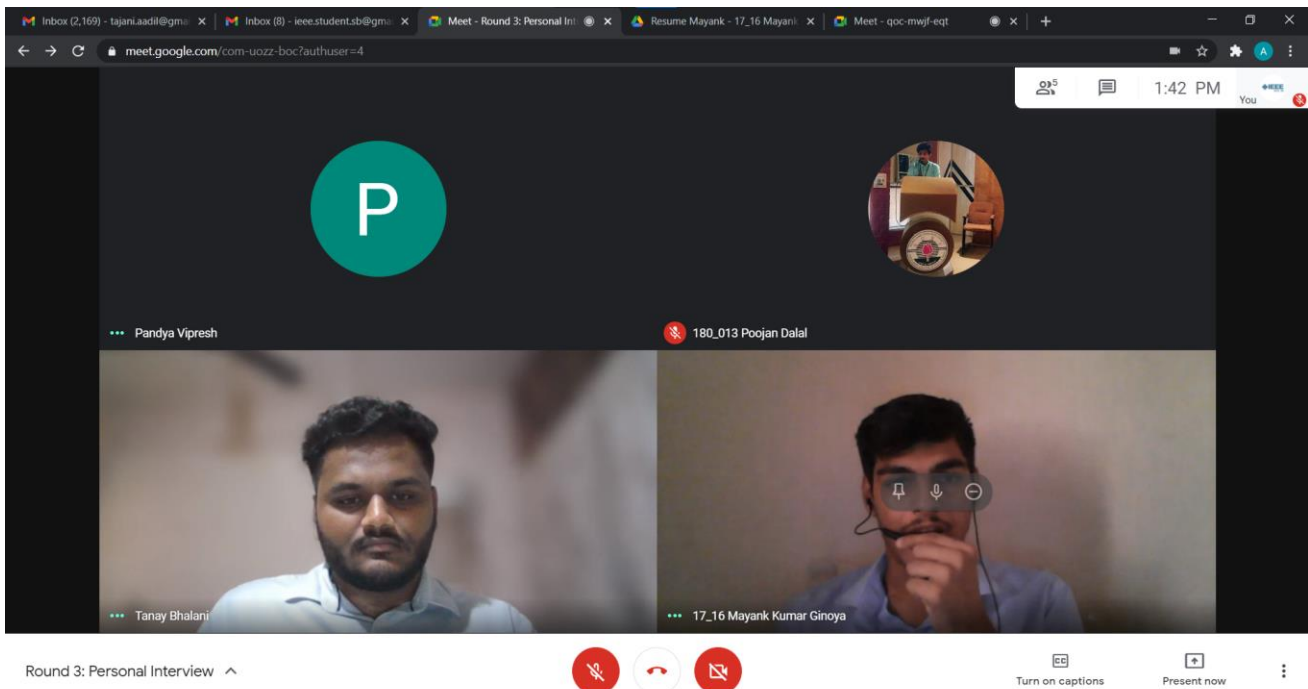 Inbox (2,169) - tajani.aadil@gma
Inbox (8) - ieee.student.sb@gma
Meet - Round 3: Personal Int
Resume Mayank - 17_16 Mayank
Meet - qoc-mwjf-eqt
meet.google.com/com-uozz-boc?authuser=4
A
5
1:42 PM
You
IEEE
P
Pandya Vipresh
180_013 Poojan Dalal
Tanay Bhalani
17_16 Mayank Kumar Ginoya
Round 3: Personal Interview
CC
Turn on captions
Present now